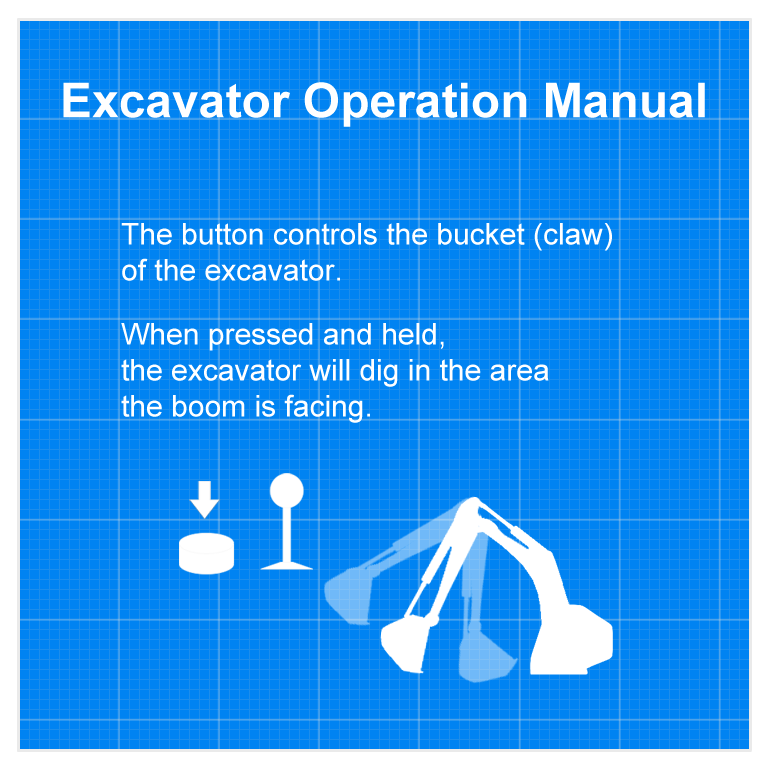 Excavator Operation Manual
The button controls the bucket (claw)
of the excavator.
When pressed and held,
the excavator will dig in the area
the boom is facing.